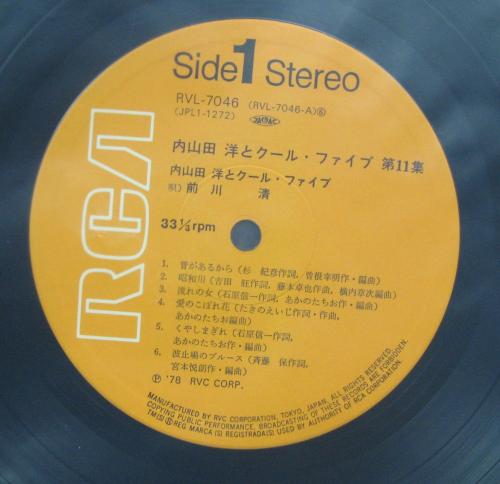 Side 1 Stereo
RVL-7046 (RVL-7046-A)⑥
(JPL1-1272)
RCA
内山田 洋とクール・ファイブ 第11集
内山田 洋とクール・ファイブ
唄) 前川 清
33⅓rpm
1. 昔があるから (杉 紀彦作詞, 曽根幸明作・編曲)
2. 昭和川 (吉田 旺作詞, 藤本卓也作曲, 横内章次編曲)
3. 流れの女 (石原信一作詞, あかのたちお作・編曲)
4. 愛のこぼれ花 (たきのえいじ作詞・作曲,
あかのたちお編曲)
5. くやしまぎれ (石原信一作詞,
あかのたちお作・編曲)
6. 波止場のブルース (斉藤 保作詞,
宮本悦朗作・編曲)
Ⓟ '78 RVC CORP.
MANUFACTURED BY RVC CORPORATION, TOKYO, JAPAN. ALL RIGHTS RESERVED.
COPYING PUBLIC PERFORMANCE, BROADCASTING OF THESE RECORDS ARE FORBIDDEN.
TM(S)® REG MARCA (S) REGISTRADA(S) USED BY AUTHORITY OF RCA CORPORATION.